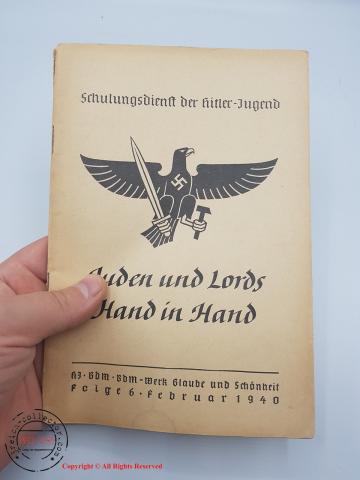 Schulungsdienst der Hitler-Jugend
Juden und Lords
Hand in Hand
HJ · BDM · BDM-Werk Glaube und Schönheit
Folge 6 · Februar 1940
Copyright © All Rights Reserved